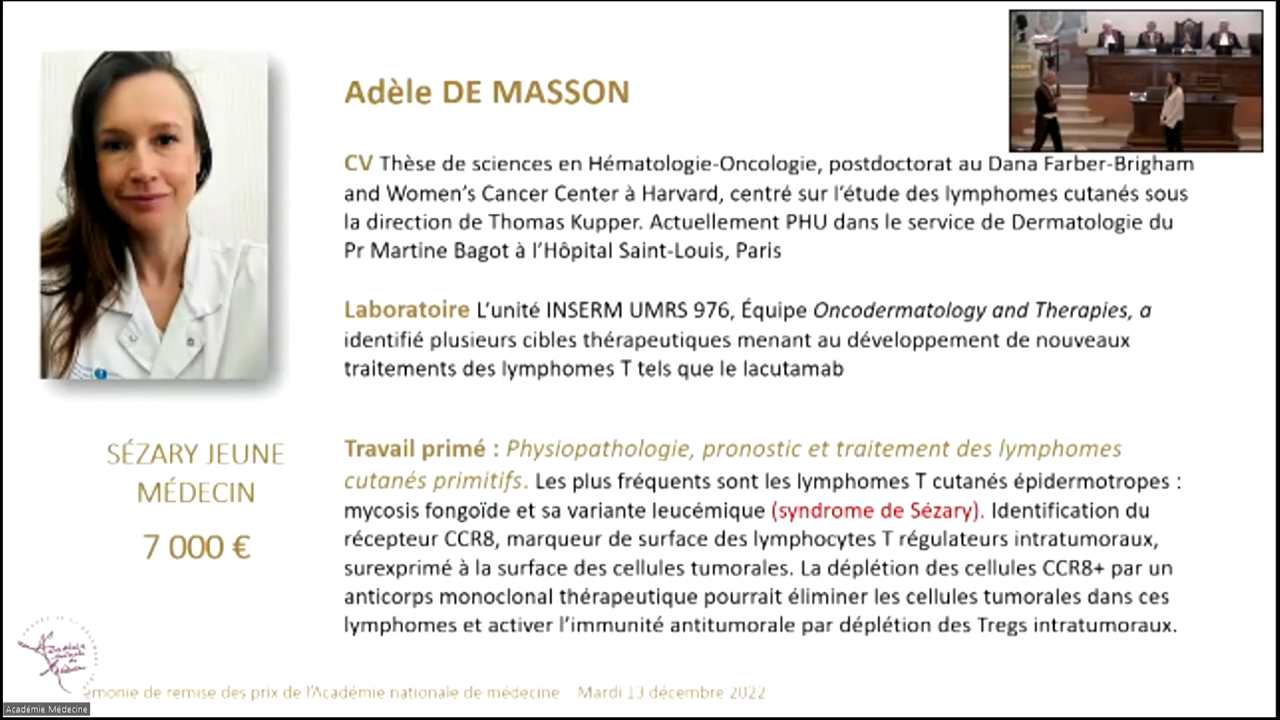 Adèle DE MASSON
CV Thèse de sciences en Hématologie-Oncologie, postdoctorat au Dana Farber-Brigham
and Women's Cancer Center à Harvard, centré sur l'étude des lymphomes cutanés sous
la direction de Thomas Kupper. Actuellement PHU dans le service de Dermatologie du
Pr Martine Bagot à l'Hôpital Saint-Louis, Paris
Laboratoire L'unité INSERM UMRS 976, Équipe Oncodermatology and Therapies, a
identifié plusieurs cibles thérapeutiques menant au développement de nouveaux
traitements des lymphomes T tels que le lacutamab
SÉZARY JEUNE
MÉDECIN
7 000 €
Travail primé : Physiopathologie, pronostic et traitement des lymphomes
cutanés primitifs. Les plus fréquents sont les lymphomes T cutanés épidermotropes :
mycosis fongoïde et sa variante leucémique (syndrome de Sézary). Identification du
récepteur CCR8, marqueur de surface des lymphocytes T régulateurs intratumoraux,
surexprimé à la surface des cellules tumorales. La déplétion des cellules CCR8+ par un
anticorps monoclonal thérapeutique pourrait éliminer les cellules tumorales dans ces
lymphomes et activer l'immunité antitumorale par déplétion des Tregs intratumoraux.
émonie de remise des prix de l'Académie nationale de médecine Mardi 13 décembre 2022
Académie Médecine